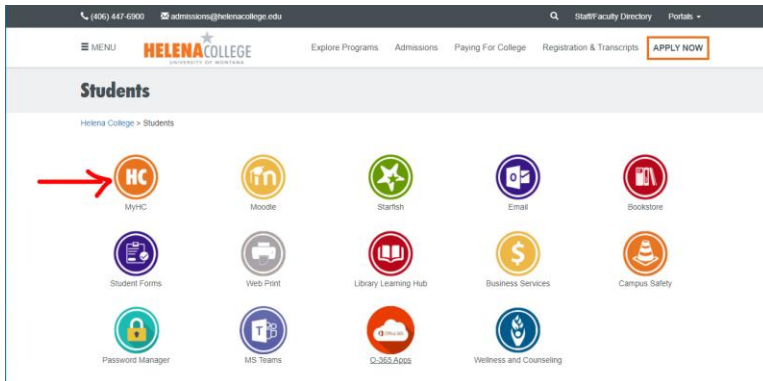 (406) 447-6900 admissions@helenacollege.edu Staff/Faculty Directory Portals
MENU HELENA COLLEGE Explore Programs Admissions Paying For College Registration & Transcripts APPLY NOW
UNIVERSITY OF MONTANA
Students
Helena College > Students
HC m o
MyHC Moodle Starfish Email Bookstore
$
Student Forms Web Print Library Learning Hub Business Services Campus Safety
T Office 365
Password Manager MS Teams O-365 Apps Wellness and Counseling